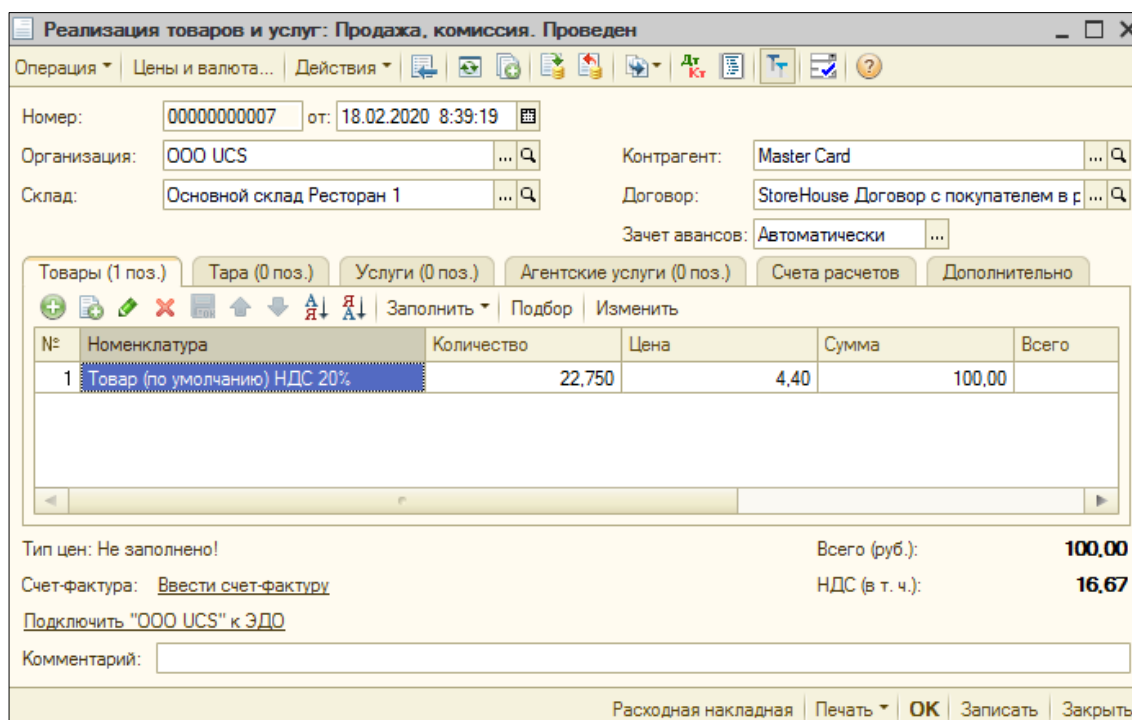 Реализация товаров и услуг: Продажа, комиссия. Проведен
Операция Цены и валюта... Действия Дт Кт
Номер: 00000000007 от: 18.02.2020 8:39:19
Организация: ООО UCS ... Контрагент: Master Card ...
Склад: Основной склад Ресторан 1 ... Договор: StoreHouse Договор с покупателем в р ...
Зачет авансов: Автоматически ...
Товары (1 поз.) Тара (0 поз.) Услуги (0 поз.) Агентские услуги (0 поз.) Счета расчетов Дополнительно
Заполнить Подбор Изменить
№ Номенклатура Количество Цена Сумма Всего
1 Товар (по умолчанию) НДС 20% 22,750 4,40 100,00
Тип цен: Не заполнено! Всего (руб.): 100,00
Счет-фактура: Ввести счет-фактуру НДС (в т. ч.): 16,67
Подключить "ООО UCS" к ЭДО
Комментарий:
Расходная накладная Печать OK Записать Закрыть